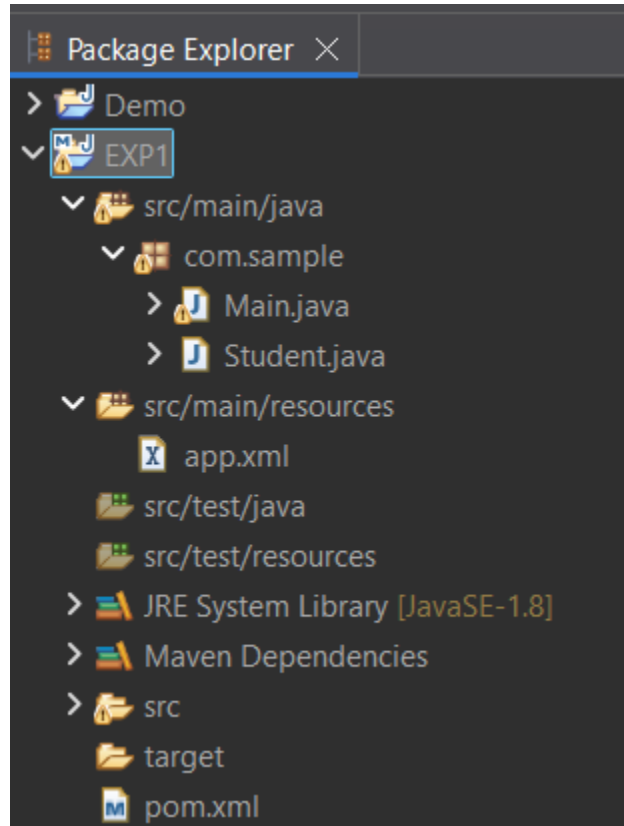 Package Explorer
Demo
EXP1
src/main/java
com.sample
Main.java
Student.java
src/main/resources
app.xml
src/test/java
src/test/resources
JRE System Library [JavaSE-1.8]
Maven Dependencies
src
target
pom.xml